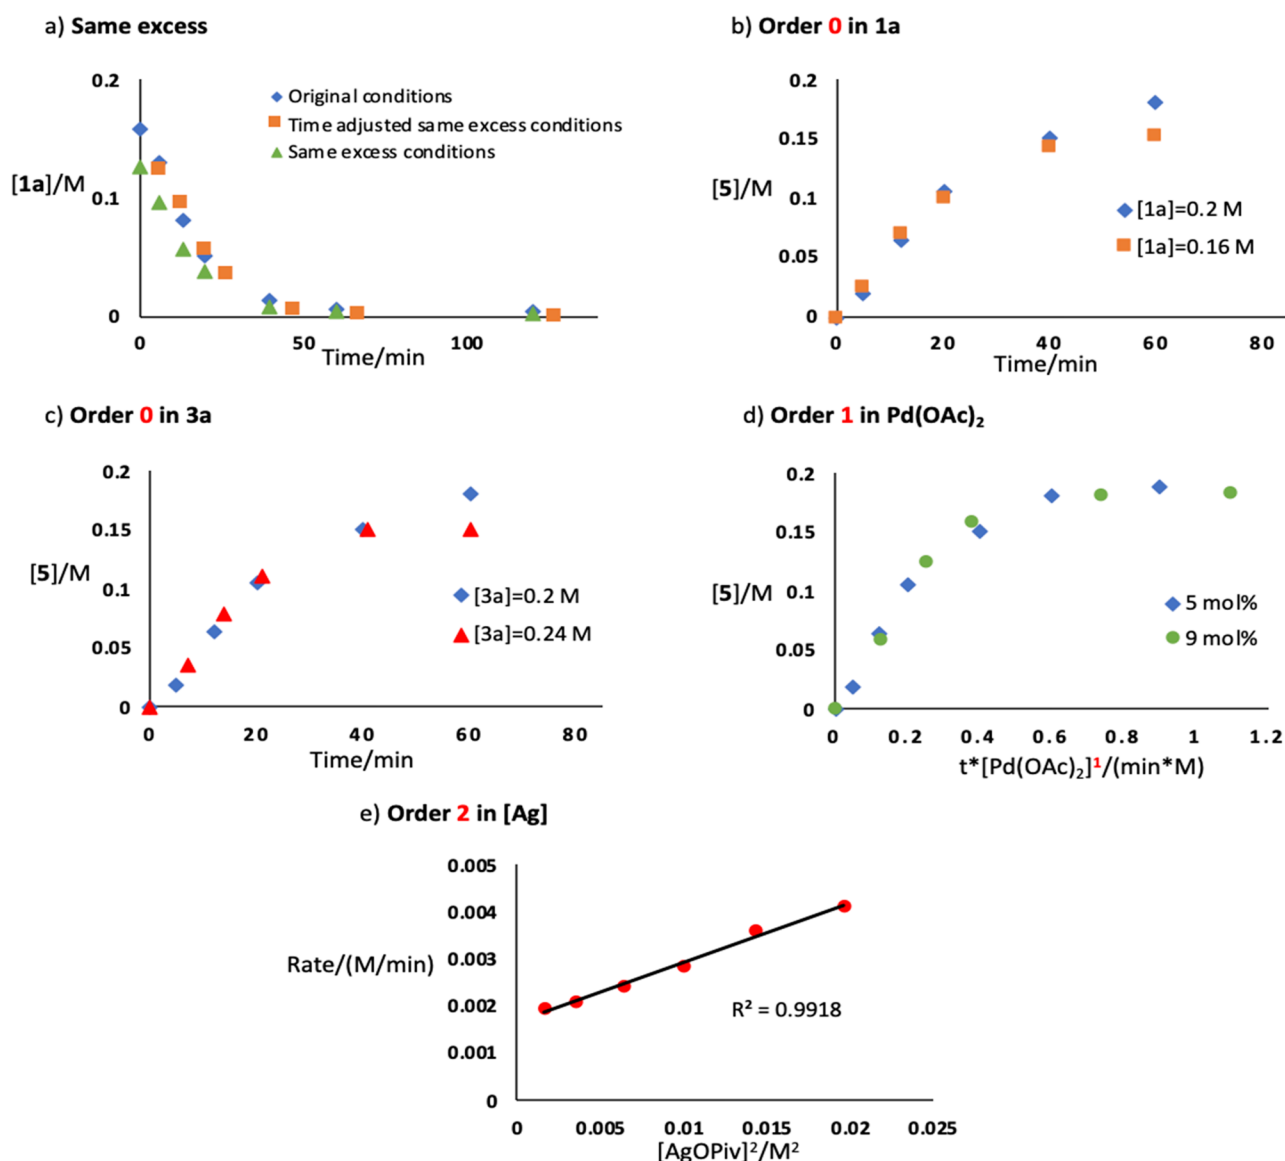 a) Same excess
0.2
0.1
0
[1a]/M
Original conditions
Time adjusted same excess conditions
Same excess conditions
0 50 100
Time/min
b) Order 0 in 1a
0.2
0.15
0.1
0.05
0
[5]/M
[1a]=0.2 M
[1a]=0.16 M
0 20 40 60 80
Time/min
c) Order 0 in 3a
0.2
0.15
0.1
0.05
0
[5]/M
[3a]=0.2 M
[3a]=0.24 M
0 20 40 60 80
Time/min
d) Order 1 in Pd(OAc)₂
0.2
0.15
0.1
0.05
0
[5]/M
5 mol%
9 mol%
0 0.2 0.4 0.6 0.8 1 1.2
t*[Pd(OAc)₂]¹/(min*M)
e) Order 2 in [Ag]
0.005
0.004
0.003
0.002
0.001
0
Rate/(M/min)
R² = 0.9918
0 0.005 0.01 0.015 0.02 0.025
[AgOPiv]²/M²